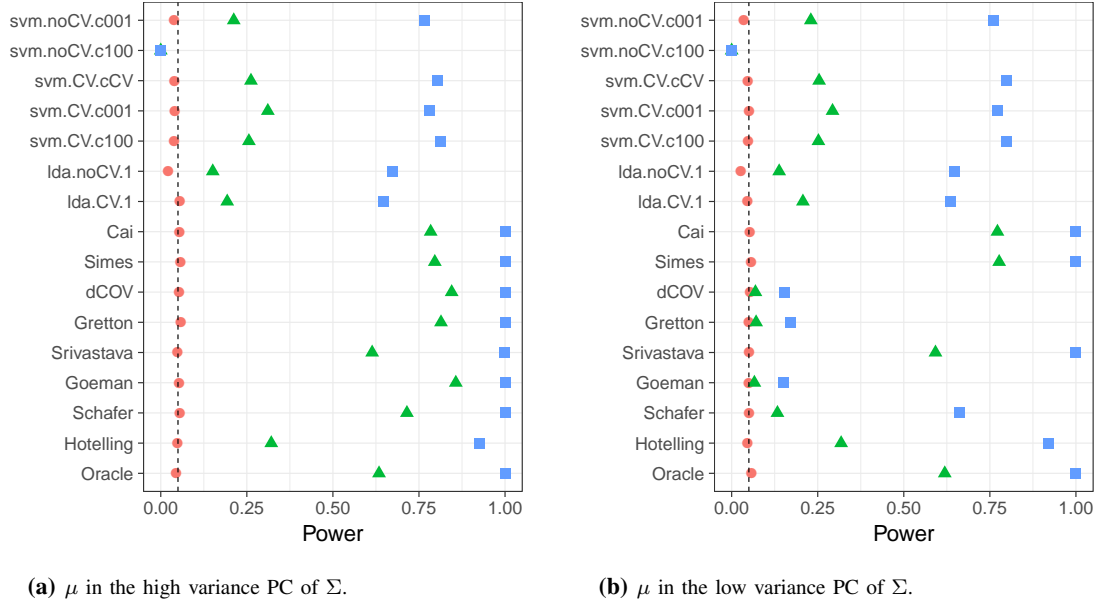 svm.noCV.c001
svm.noCV.c100
svm.CV.cCV
svm.CV.c001
svm.CV.c100
lda.noCV.1
lda.CV.1
Cai
Simes
dCOV
Gretton
Srivastava
Goeman
Schafer
Hotelling
Oracle
0.00 0.25 0.50 0.75 1.00
Power
(a) μ in the high variance PC of Σ.
svm.noCV.c001
svm.noCV.c100
svm.CV.cCV
svm.CV.c001
svm.CV.c100
lda.noCV.1
lda.CV.1
Cai
Simes
dCOV
Gretton
Srivastava
Goeman
Schafer
Hotelling
Oracle
0.00 0.25 0.50 0.75 1.00
Power
(b) μ in the low variance PC of Σ.